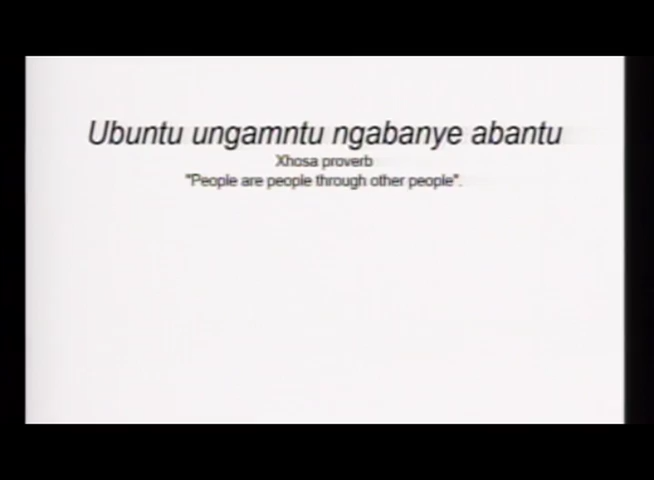 Ubuntu ungamntu ngabanye abantu
Xhosa proverb
"People are people through other people".